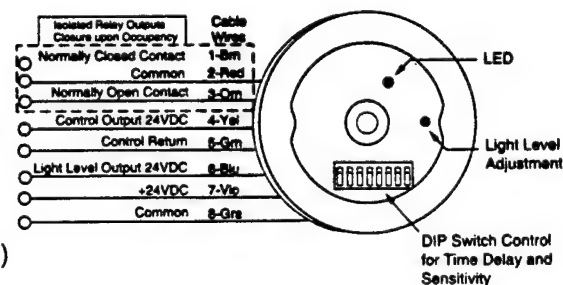 Isolated Relay Outputs
Closure upon Occupancy
Cable
Wires
Normally Closed Contact 1-Brn
Common 2-Red
Normally Open Contact 3-Orn
Control Output 24VDC 4-Yel
Control Return 5-Grn
Light Level Output 24VDC 6-Blu
+24VDC 7-Vio
Common 8-Gra
LED
Light Level
Adjustment
DIP Switch Control
for Time Delay and
Sensitivity
)